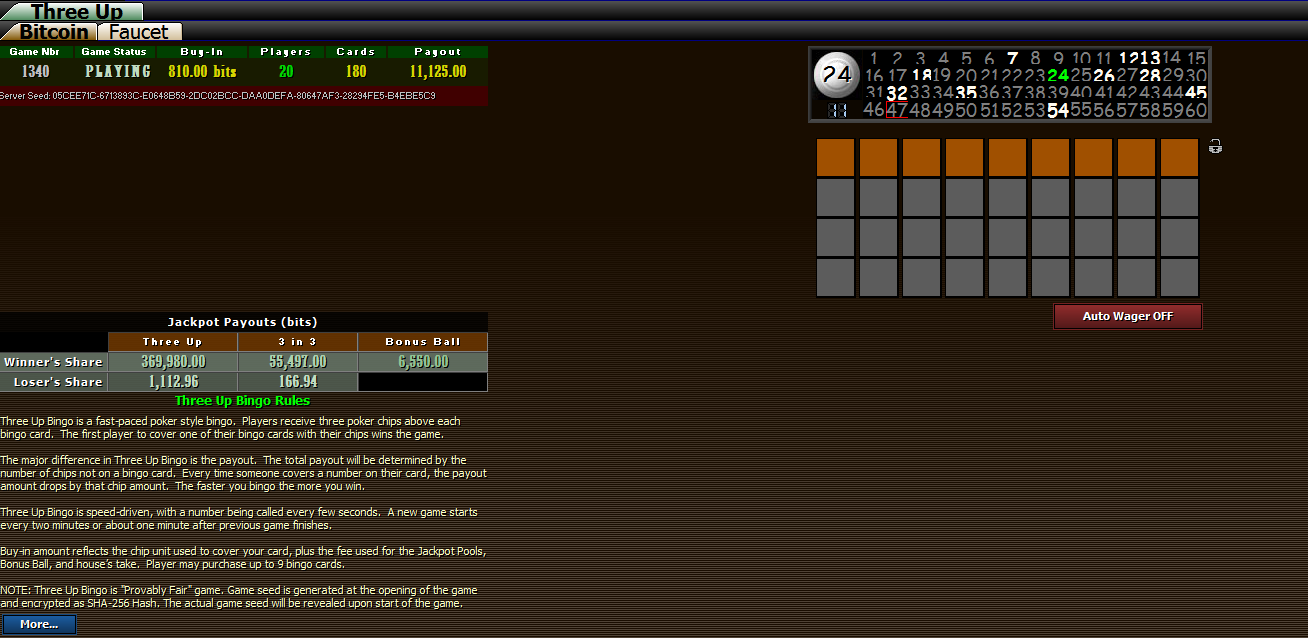 Three Up
Bitcoin Faucet
Game Nbr Game Status Buy-In Players Cards Payout
1340 PLAYING 810.00 bits 20 180 11,125.00
Server Seed: 05CEE71C-6713893C-E0648B59-2DC02BCC-DAA0DEFA-80647AF3-28294FE5-B4EBE5C9
24
11
1 2 3 4 5 6 7 8 9 10 11 12 13 14 15
16 17 18 19 20 21 22 23 24 25 26 27 28 29 30
31 32 33 34 35 36 37 38 39 40 41 42 43 44 45
46 47 48 49 50 51 52 53 54 55 56 57 58 59 60
Auto Wager OFF
Jackpot Payouts (bits)
Three Up 3 in 3 Bonus Ball
Winner's Share 369,980.00 55,497.00 6,550.00
Loser's Share 1,112.96 166.94
Three Up Bingo Rules
Three Up Bingo is a fast-paced poker style bingo. Players receive three poker chips above each
bingo card. The first player to cover one of their bingo cards with their chips wins the game.
The major difference in Three Up Bingo is the payout. The total payout will be determined by the
number of chips not on a bingo card. Every time someone covers a number on their card, the payout
amount drops by that chip amount. The faster you bingo the more you win.
Three Up Bingo is speed-driven, with a number being called every few seconds. A new game starts
every two minutes or about one minute after previous game finishes.
Buy-in amount reflects the chip unit used to cover your card, plus the fee used for the Jackpot Pools,
Bonus Ball, and house's take. Player may purchase up to 9 bingo cards.
NOTE: Three Up Bingo is "Provably Fair" game. Game seed is generated at the opening of the game
and encrypted as SHA-256 Hash. The actual game seed will be revealed upon start of the game.
More...